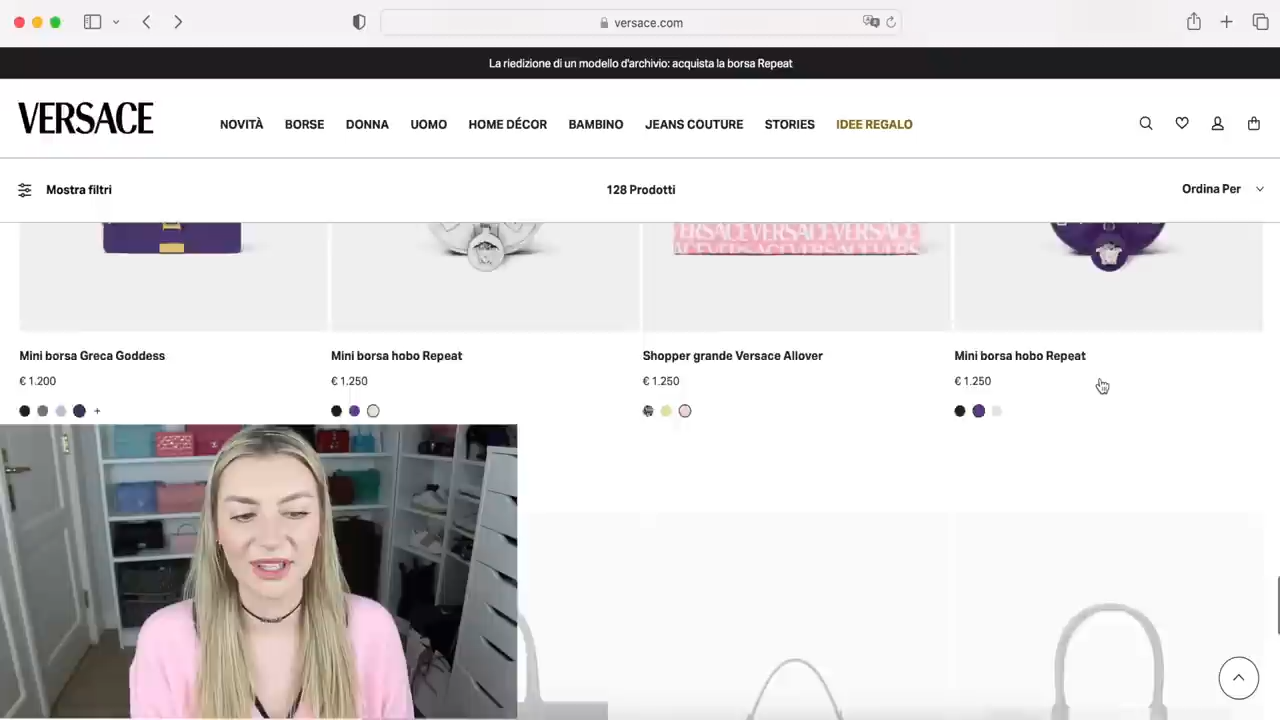 versace.com
La riedizione di un modello d'archivio: acquista la borsa Repeat
VERSACE
NOVITÀ BORSE DONNA UOMO HOME DÉCOR BAMBINO JEANS COUTURE STORIES IDEE REGALO
Mostra filtri 128 Prodotti Ordina Per
ERSACEVERSACEVERSACE
ACEVERSACEVERSACEVERS
Mini borsa Greca Goddess Mini borsa hobo Repeat Shopper grande Versace Allover Mini borsa hobo Repeat
€ 1.200 € 1.250 € 1.250 € 1.250
+